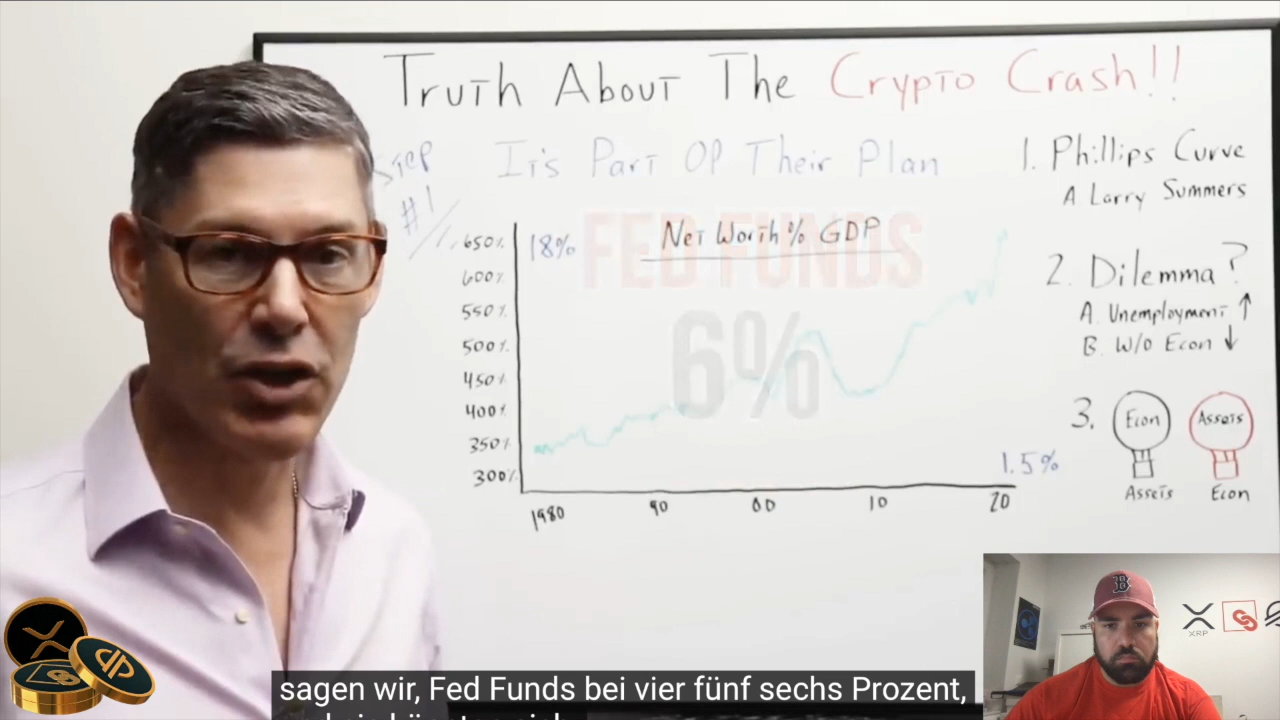 Truth About The Crypto Crash!!
Step
#1
It's Part Of Their Plan
1. Phillips Curve
A Larry Summers
FED FUNDS
6%
Net Worth % GDP
18%
650%
600%
550%
500%
450%
400%
350%
300%
1980 90 00 10 20
1.5%
2. Dilemma?
A. Unemployment ↑
B. W/O Econ ↓
3.
Econ
Assets
Assets
Econ
B
XRP
sagen wir, Fed Funds bei vier fünf sechs Prozent,